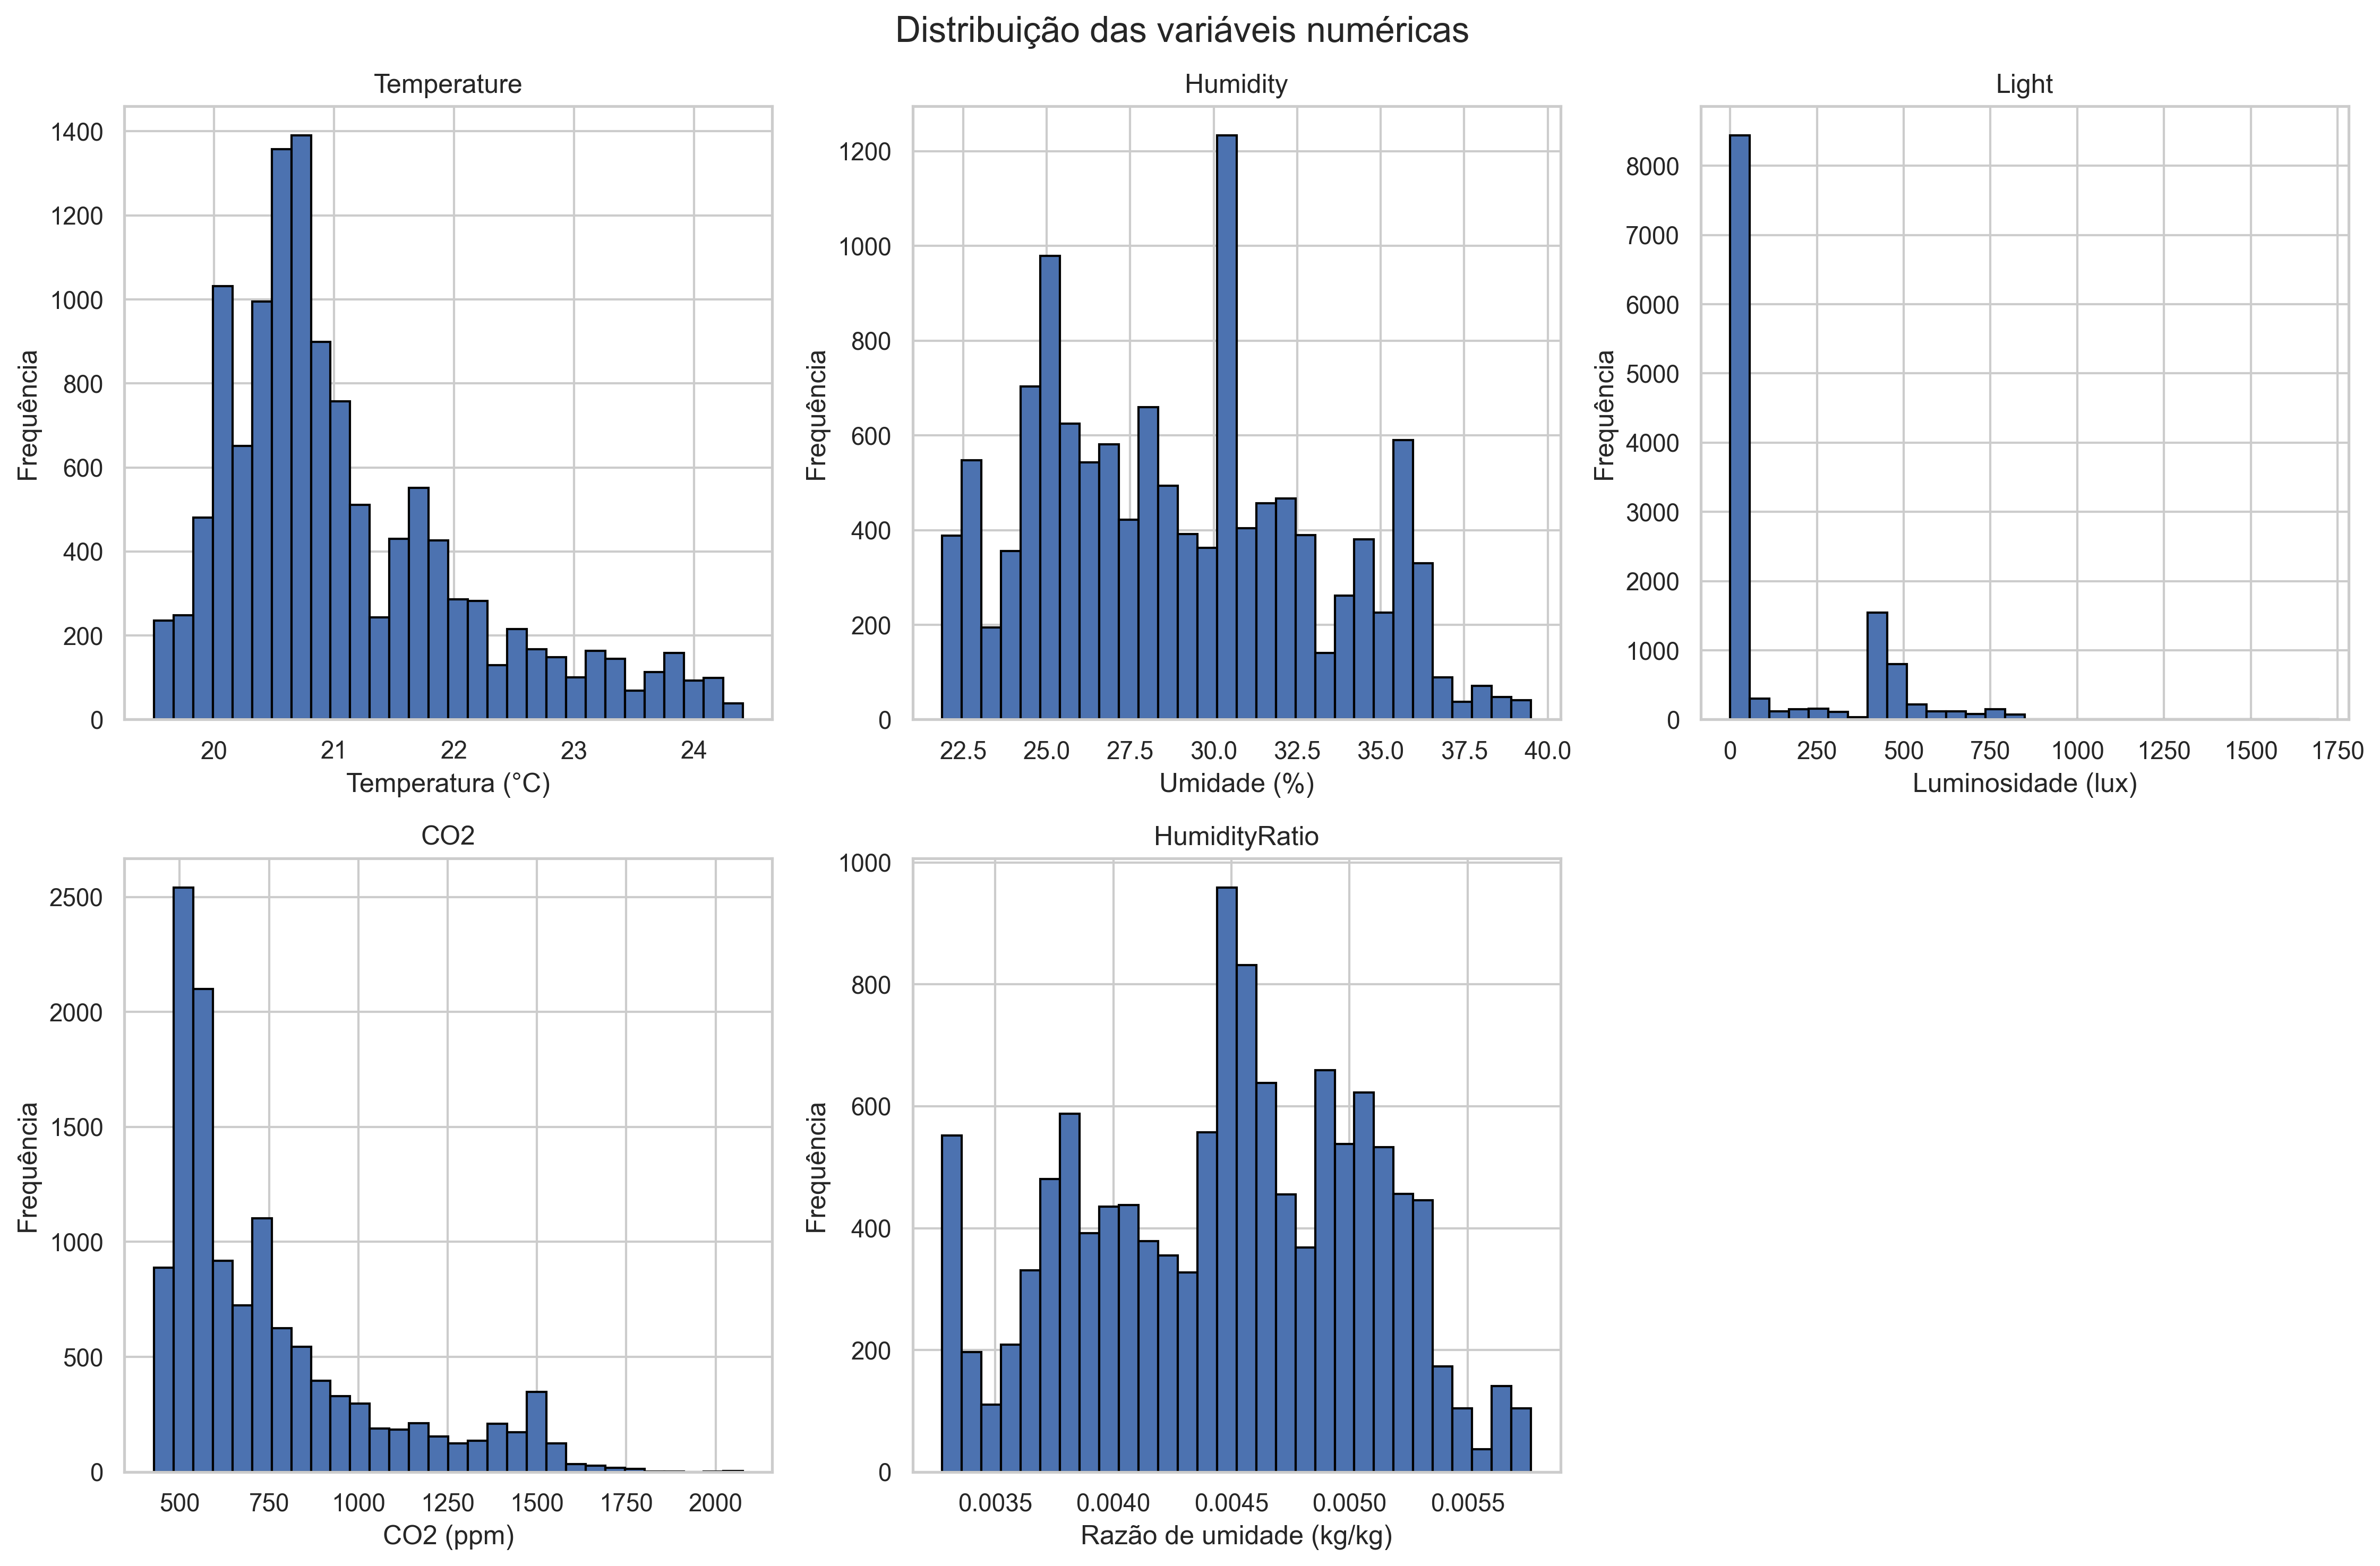 Distribuição das variáveis numéricas
Temperature
Frequência
1400
1200
1000
800
600
400
200
0
20 21 22 23 24
Temperatura (°C)
Humidity
Frequência
1200
1000
800
600
400
200
0
22.5 25.0 27.5 30.0 32.5 35.0 37.5 40.0
Umidade (%)
Light
Frequência
8000
7000
6000
5000
4000
3000
2000
1000
0
0 250 500 750 1000 1250 1500 1750
Luminosidade (lux)
CO2
Frequência
2500
2000
1500
1000
500
0
500 750 1000 1250 1500 1750 2000
CO2 (ppm)
HumidityRatio
Frequência
1000
800
600
400
200
0
0.0035 0.0040 0.0045 0.0050 0.0055
Razão de umidade (kg/kg)